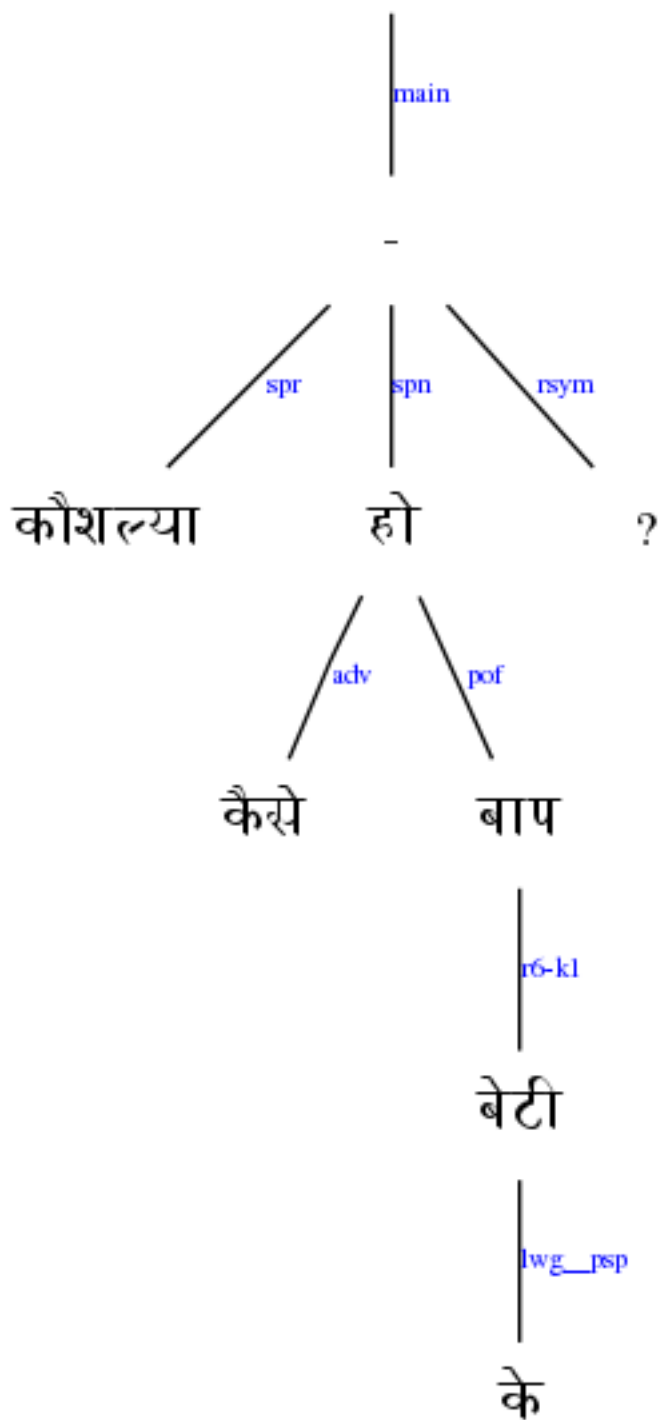 main
-
spr spn rsym
कौशल्या हो ?
adv pof
कैसे बाप
r6-k1
बेटी
lwg__psp
के